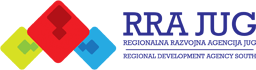 RRA JUG
REGIONALNA RAZVOJNA AGENCIJA JUG
REGIONAL DEVELOPMENT AGENCY SOUTH